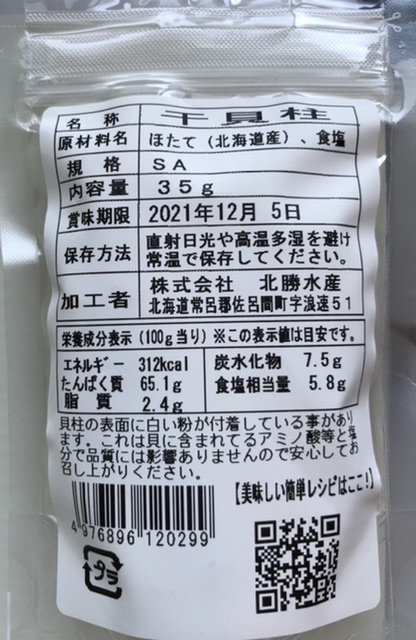 名称 干貝柱
原材料名 ほたて（北海道産）、食塩
規格 ＳＡ
内容量 ３５ｇ
賞味期限 2021年12月 5日
保存方法 直射日光や高温多湿を避け
常温で保存してください。
加工者 株式会社 北勝水産
北海道常呂郡佐呂間町字浪速５１
栄養成分表示（100ｇ当り）※この表示値は目安です。
エネルギー 312kcal 炭水化物 7.5g
たんぱく質 65.1g 食塩相当量 5.8g
脂質 2.4g
貝柱の表面に白い粉が付着している事があり
ます。これは貝に含まれてるアミノ酸等と塩
分で品質には影響ありませんので安心してお
召し上がりください。
【美味しい簡単レシピはここ！】
4 976896 120299
プラ